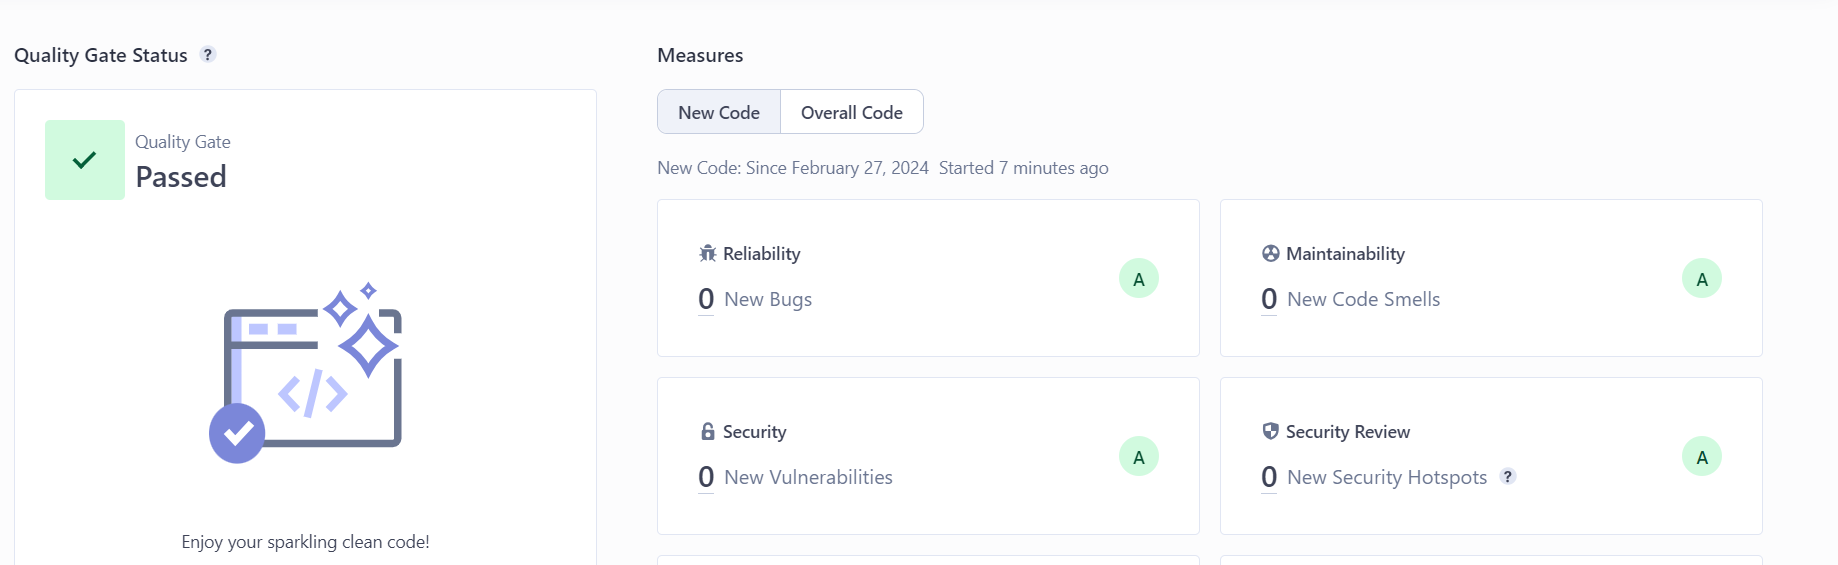 Quality Gate Status ?
Quality Gate
Passed
Enjoy your sparkling clean code!
Measures
New Code
Overall Code
New Code: Since February 27, 2024 Started 7 minutes ago
Reliability
0 New Bugs
A
Maintainability
0 New Code Smells
A
Security
0 New Vulnerabilities
A
Security Review
0 New Security Hotspots ?
A